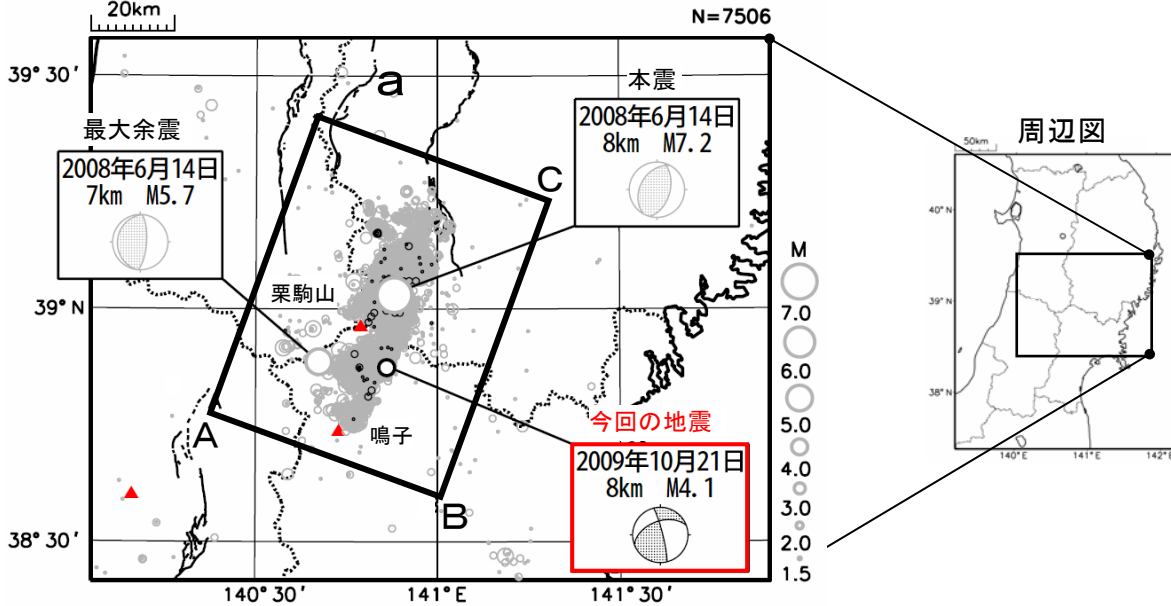 20km
N=7506
39°30′
a
本震
2008年6月14日
8km M7.2
最大余震
2008年6月14日
7km M5.7
C
栗駒山
39°N
A
鳴子
今回の地震
2009年10月21日
8km M4.1
B
38°30′
140°30′
141°E
141°30′
M
7.0
6.0
5.0
4.0
3.0
2.0
1.5
周辺図
50km
40°N
39°N
38°N
140°E
141°E
142°E